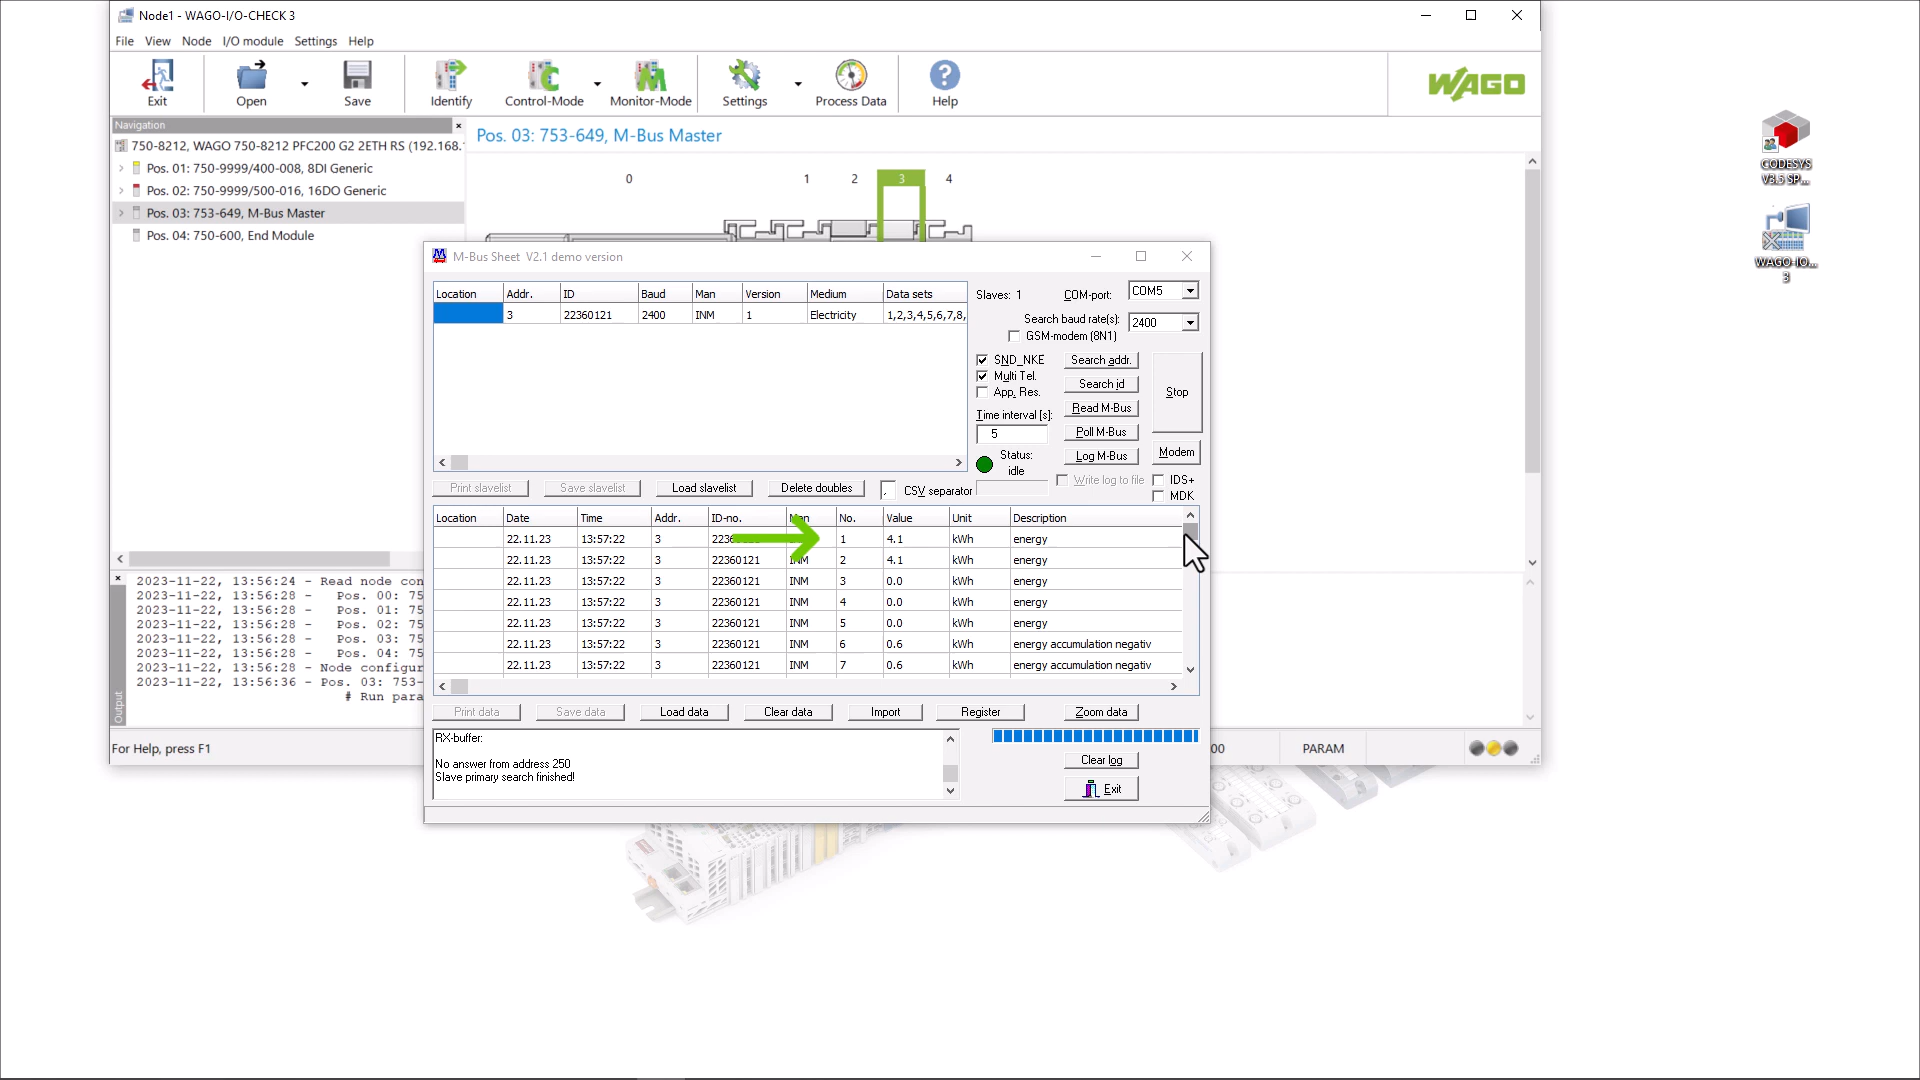 Node1 - WAGO-I/O-CHECK 3
File View Node I/O module Settings Help
Exit Open Save Identify Control-Mode Monitor-Mode Settings Process Data Help
WAGO
Navigation
750-8212, WAGO 750-8212 PFC200 G2 2ETH RS (192.168.
Pos. 01: 750-9999/400-008, 8DI Generic
Pos. 02: 750-9999/500-016, 16DO Generic
Pos. 03: 753-649, M-Bus Master
Pos. 04: 750-600, End Module
Pos. 03: 753-649, M-Bus Master
0 1 2 3 4
CODESYS
V3.5 SP...
WAGO-IO...
3
M-Bus Sheet V2.1 demo version
Location Addr. ID Baud Man Version Medium Data sets
3 22360121 2400 INM 1 Electricity 1,2,3,4,5,6,7,8,
Slaves: 1 COM-port: COM5
Search baud rate(s): 2400
GSM-modem (8N1)
SND_NKE Search addr.
Multi Tel. Search id
App. Res. Stop
Time interval [s]: Read M-Bus
5 Poll M-Bus
Status: Log M-Bus Modem
idle
Write log to file IDS+
MDK
Print slavelist Save slavelist Load slavelist Delete doubles , CSV separator
Location Date Time Addr. ID-no. Man No. Value Unit Description
22.11.23 13:57:22 3 1 4.1 kWh energy
22.11.23 13:57:22 3 22360121 INM 2 4.1 kWh energy
22.11.23 13:57:22 3 22360121 INM 3 0.0 kWh energy
22.11.23 13:57:22 3 22360121 INM 4 0.0 kWh energy
22.11.23 13:57:22 3 22360121 INM 5 0.0 kWh energy
22.11.23 13:57:22 3 22360121 INM 6 0.6 kWh energy accumulation negativ
22.11.23 13:57:22 3 22360121 INM 7 0.6 kWh energy accumulation negativ
Print data Save data Load data Clear data Import Register Zoom data
RX-buffer:
No answer from address 250
Slave primary search finished!
Clear log
Exit
Output
2023-11-22, 13:56:24 - Read node con
2023-11-22, 13:56:28 - Pos. 00: 75
2023-11-22, 13:56:28 - Pos. 01: 75
2023-11-22, 13:56:28 - Pos. 02: 75
2023-11-22, 13:56:28 - Pos. 03: 75
2023-11-22, 13:56:28 - Pos. 04: 75
2023-11-22, 13:56:28 - Node configur
2023-11-22, 13:56:36 - Pos. 03: 753-
# Run para
For Help, press F1
00 PARAM